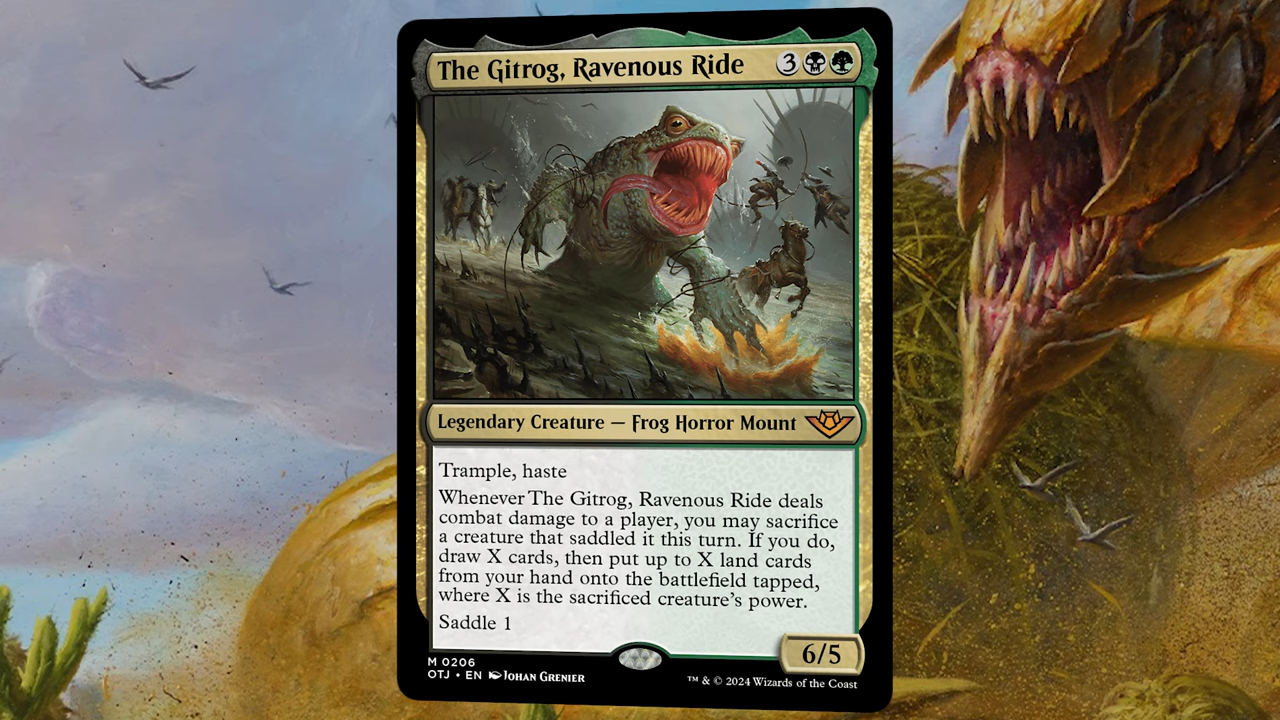 The Gitrog, Ravenous Ride 3
Legendary Creature — Frog Horror Mount
Trample, haste
Whenever The Gitrog, Ravenous Ride deals
combat damage to a player, you may sacrifice
a creature that saddled it this turn. If you do,
draw X cards, then put up to X land cards
from your hand onto the battlefield tapped,
where X is the sacrificed creature's power.
Saddle 1
6/5
M 0206
OTJ • EN Johan Grenier
™ & © 2024 Wizards of the Coast